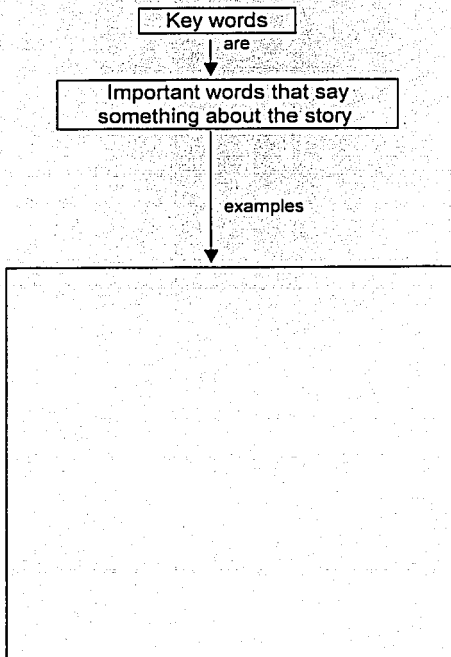 Key words
are
Important words that say
something about the story
examples